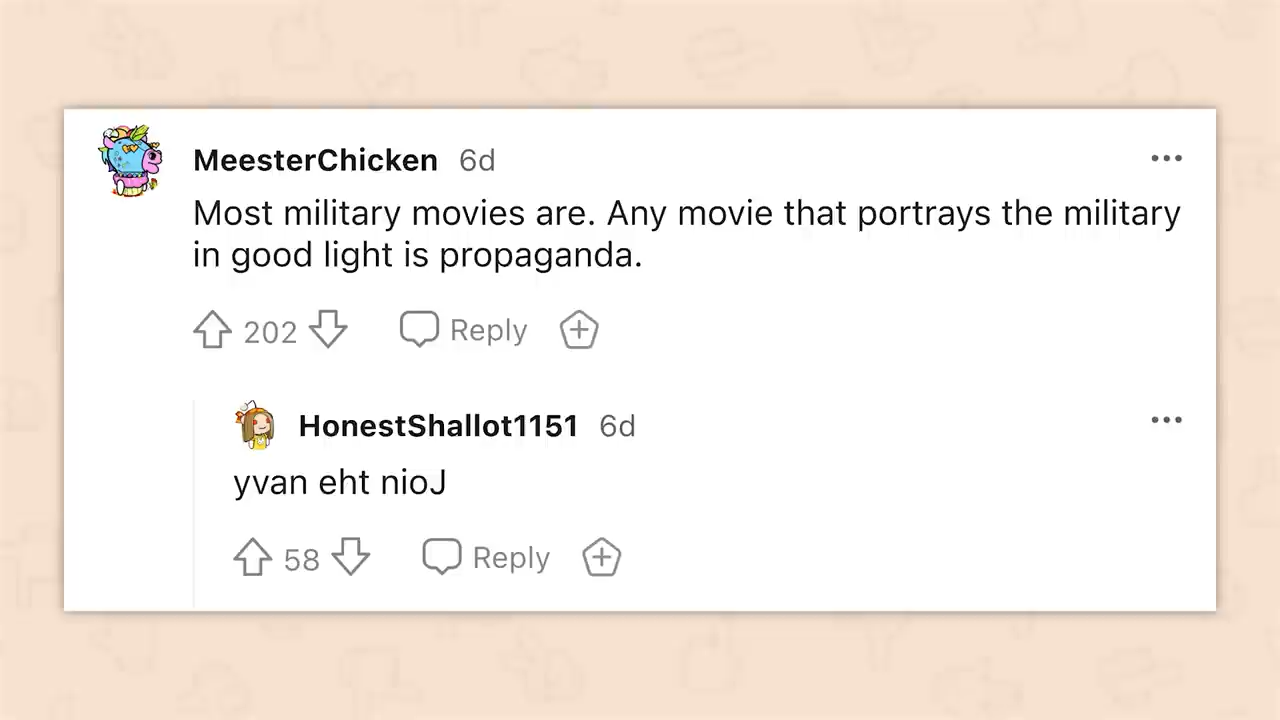 MeesterChicken 6d
Most military movies are. Any movie that portrays the military
in good light is propaganda.
202 Reply
HonestShallot1151 6d
yvan eht nioJ
58 Reply